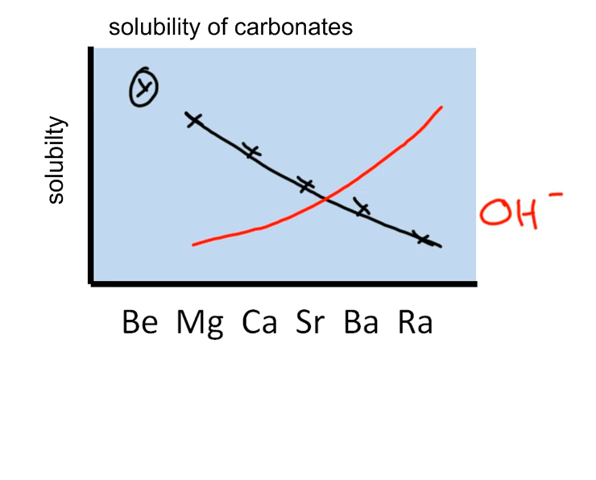 solubility of carbonates
solubilty
OH⁻
Be Mg Ca Sr Ba Ra